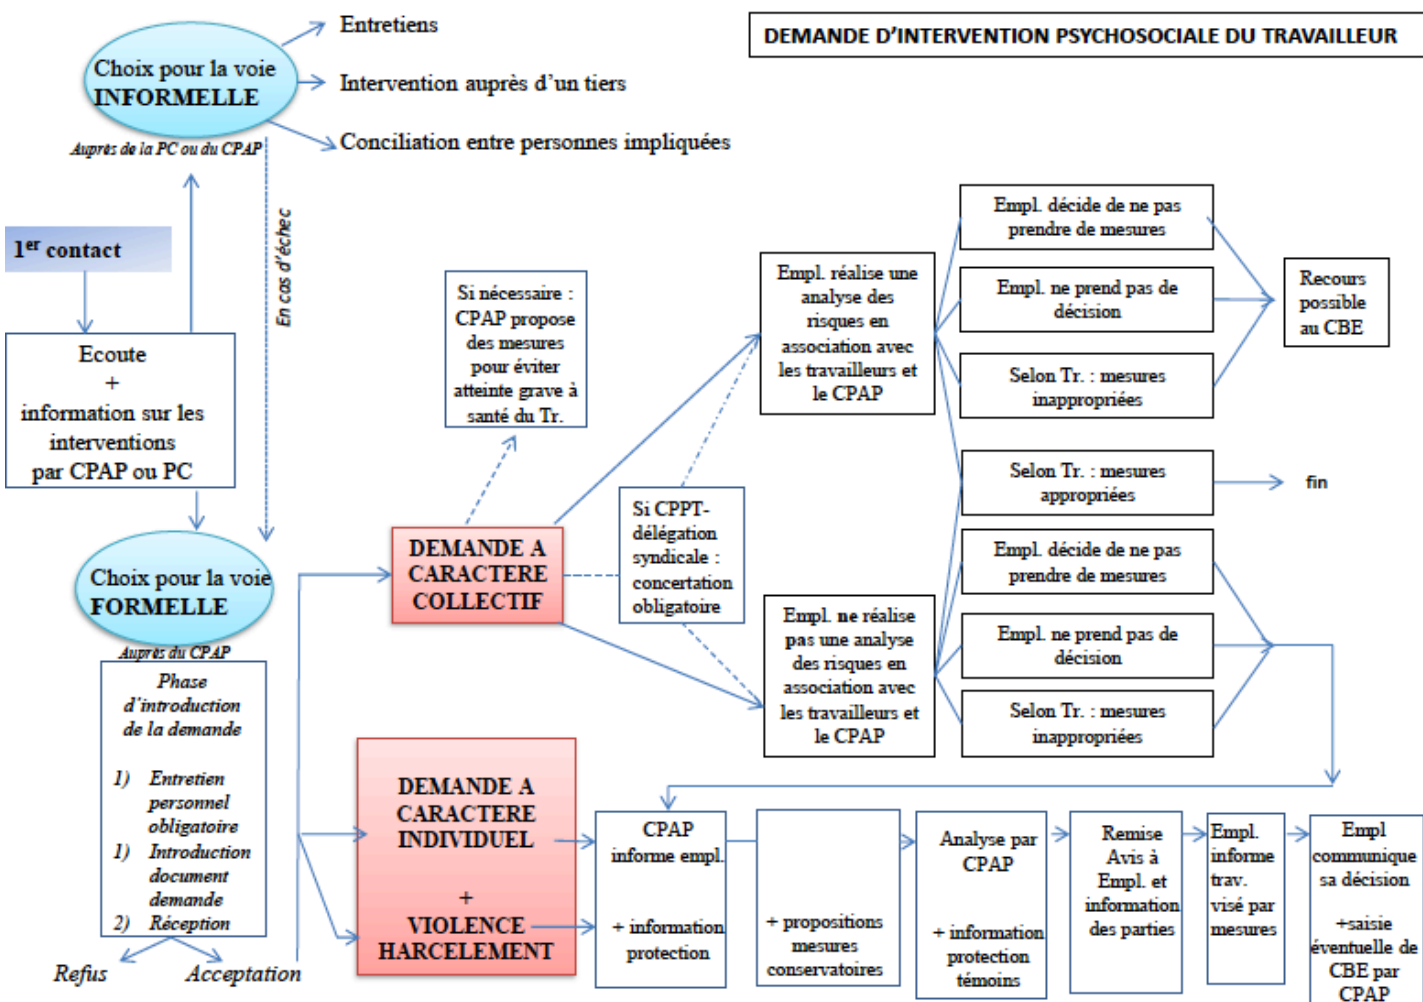 DEMANDE D'INTERVENTION PSYCHOSOCIALE DU TRAVAILLEUR
Choix pour la voie
INFORMELLE
Auprès de la PC ou du CPAP
Entretiens
Intervention auprès d'un tiers
Conciliation entre personnes impliquées
1er contact
En cas d'échec
Ecoute
+
information sur les
interventions
par CPAP ou PC
Choix pour la voie
FORMELLE
Auprès du CPAP
Phase
d'introduction
de la demande
1) Entretien
personnel
obligatoire
1) Introduction
document
demande
2) Réception
Refus
Acceptation
Si nécessaire :
CPAP propose
des mesures
pour éviter
atteinte grave à
santé du Tr.
DEMANDE A
CARACTERE
COLLECTIF
Si CPPT-
délégation
syndicale :
concertation
obligatoire
Empl. réalise une
analyse des
risques en
association avec
les travailleurs et
le CPAP
Empl. ne réalise
pas une analyse
des risques en
association avec
les travailleurs et
le CPAP
Empl. décide de ne pas
prendre de mesures
Empl. ne prend pas de
décision
Selon Tr. : mesures
inappropriées
Recours
possible
au CBE
Selon Tr. : mesures
appropriées
fin
Empl. décide de ne pas
prendre de mesures
Empl. ne prend pas de
décision
Selon Tr. : mesures
inappropriées
DEMANDE A
CARACTERE
INDIVIDUEL
+
VIOLENCE
HARCELEMENT
CPAP
informe empl.
+ information
protection
+ propositions
mesures
conservatoires
Analyse par
CPAP
+ information
protection
témoins
Remise
Avis à
Empl. et
information
des parties
Empl.
informe
trav.
visé par
mesures
Empl
communique
sa décision
+saisie
éventuelle de
CBE par
CPAP